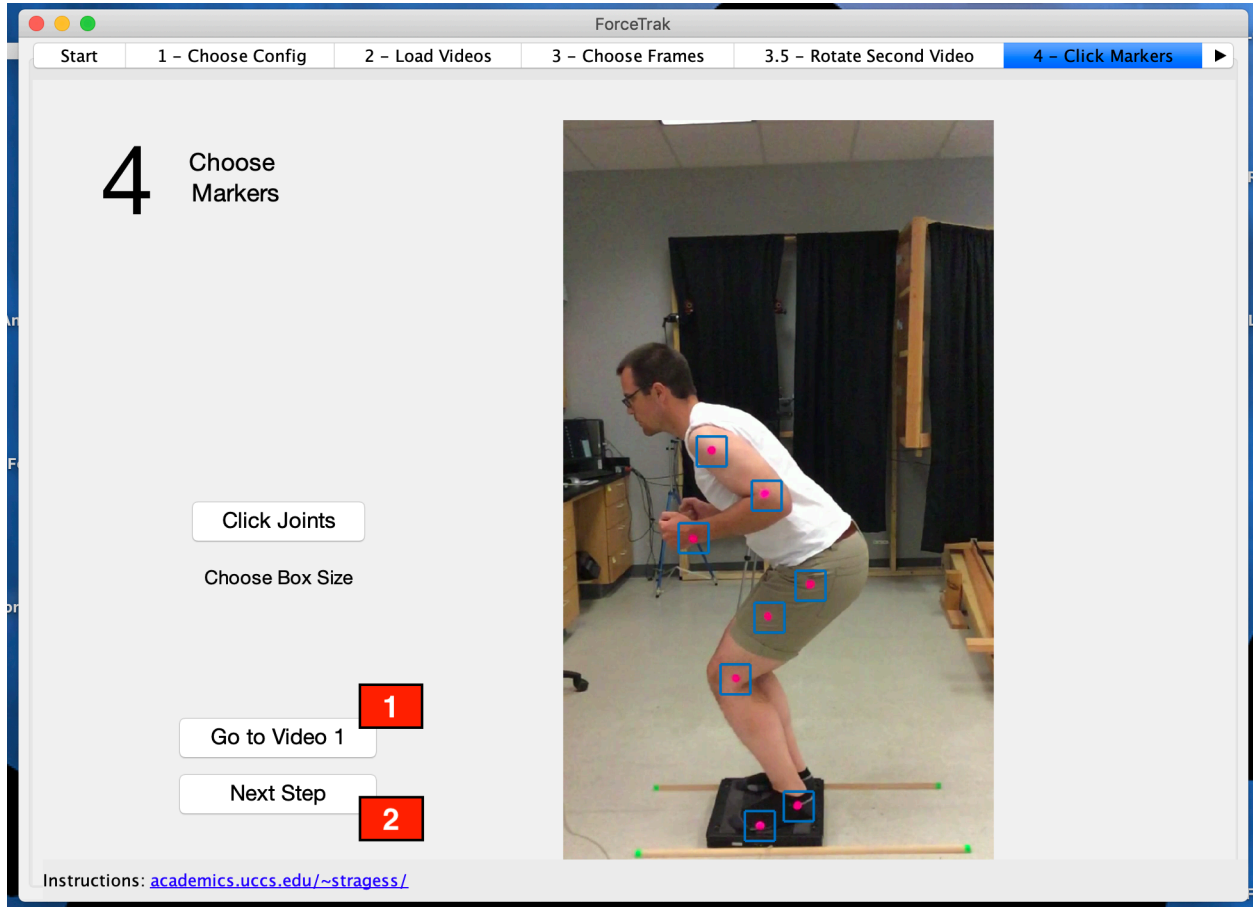 ForceTrak
Start
1 – Choose Config
2 – Load Videos
3 – Choose Frames
3.5 – Rotate Second Video
4 – Click Markers
4
Choose
Markers
Click Joints
Choose Box Size
1
Go to Video 1
Next Step
2
Instructions: academics.uccs.edu/~stragess/